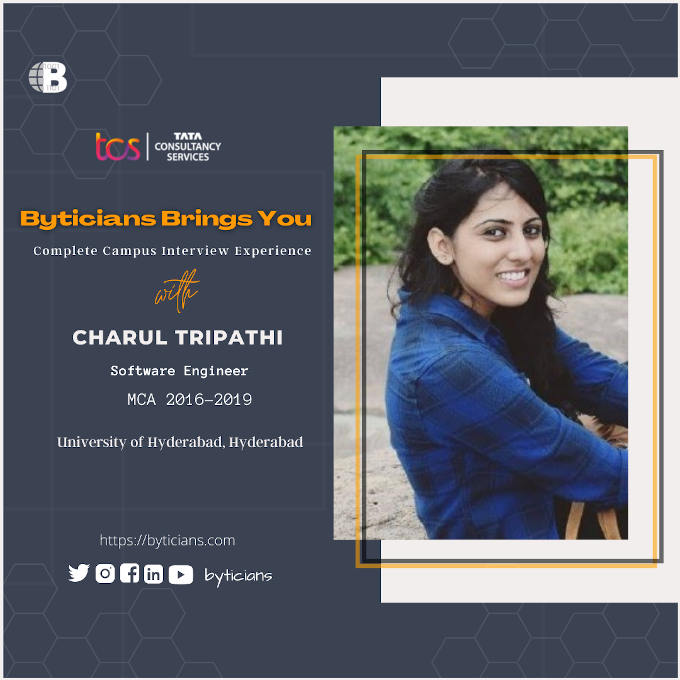 B
tcs | TATA
CONSULTANCY
SERVICES
Byticians Brings You
Complete Campus Interview Experience
with
CHARUL TRIPATHI
Software Engineer
MCA 2016-2019
University of Hyderabad, Hyderabad
https://byticians.com
byticians